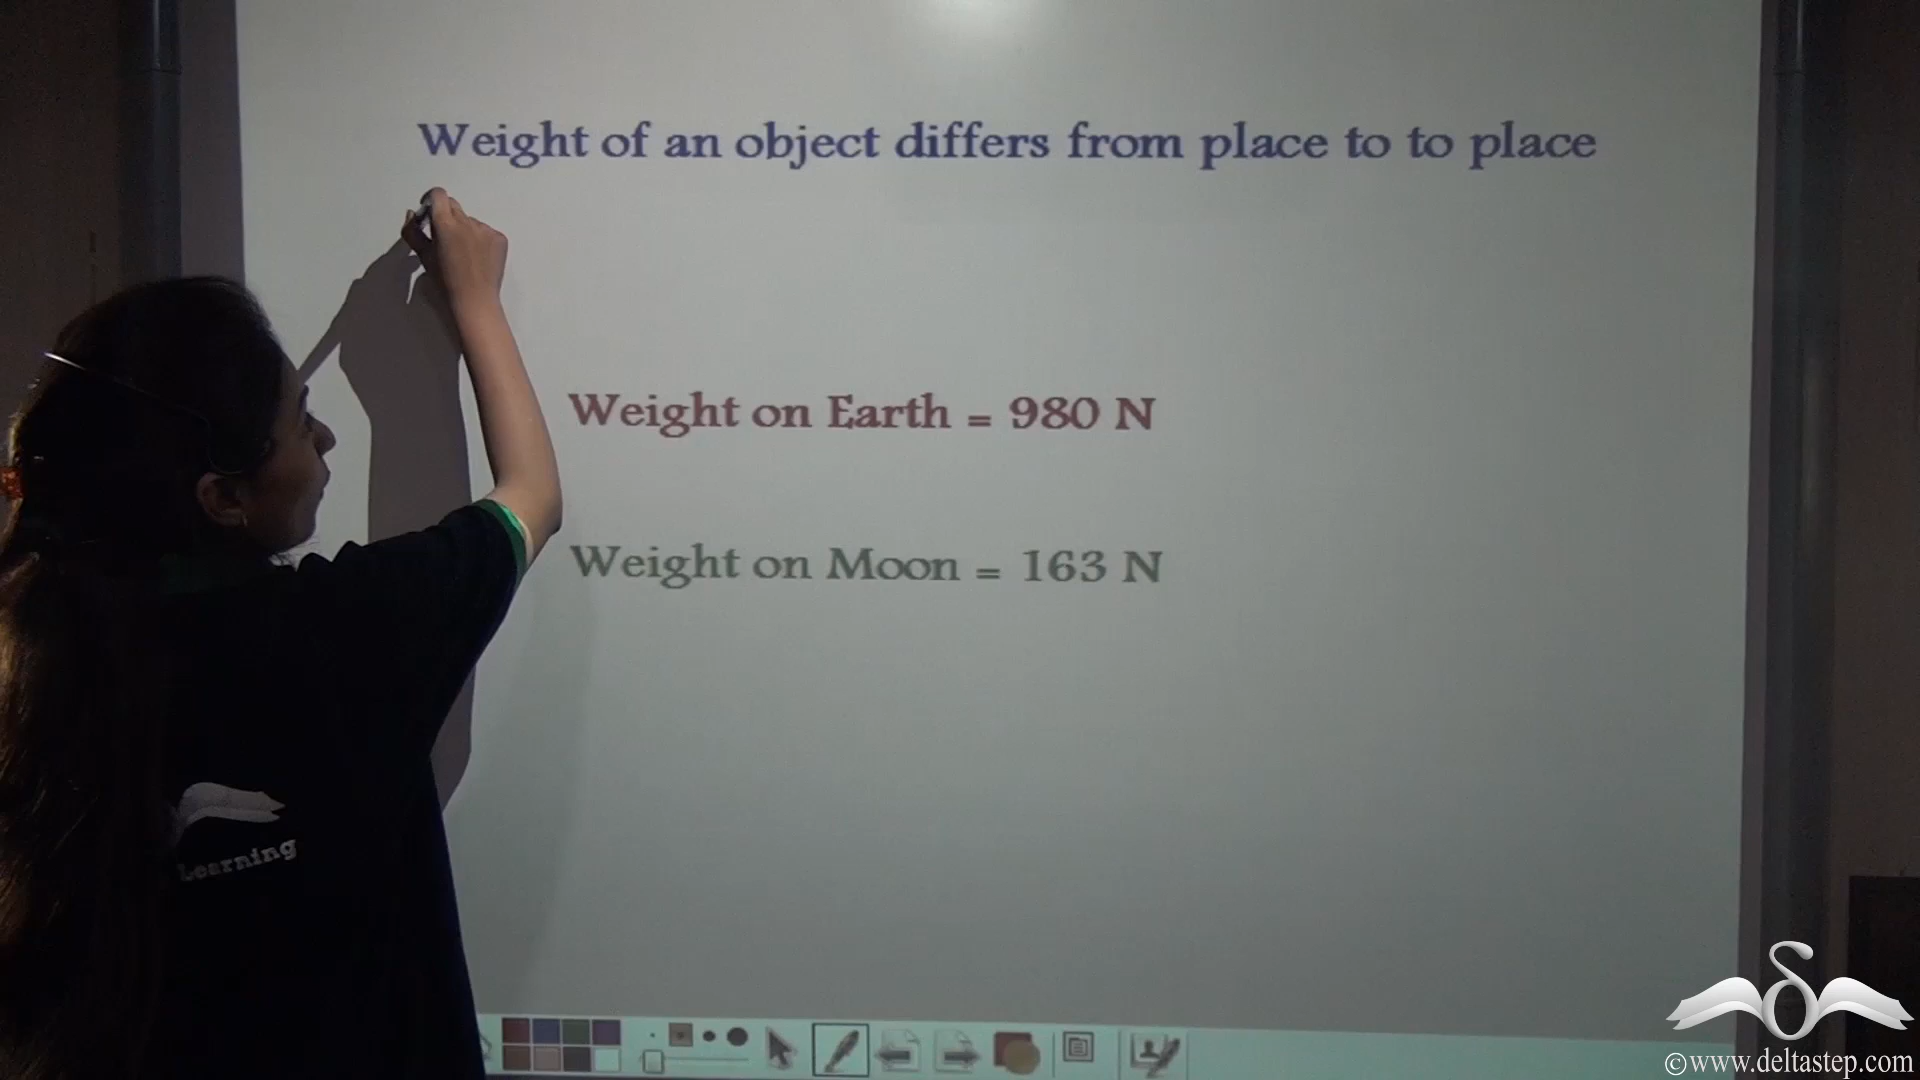 Weight of an object differs from place to to place
Weight on Earth = 980 N
Weight on Moon = 163 N
Learning
©www.deltastep.com